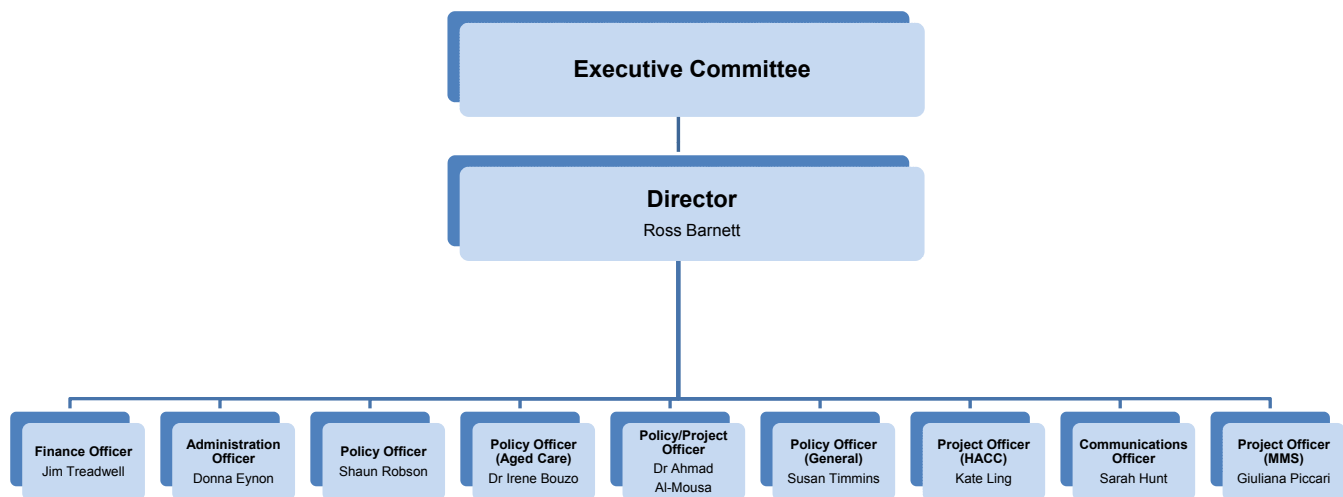 Executive Committee
Director
Ross Barnett
Finance Officer
Jim Treadwell
Administration
Officer
Donna Eynon
Policy Officer
Shaun Robson
Policy Officer
(Aged Care)
Dr Irene Bouzo
Policy/Project
Officer
Dr Ahmad
Al-Mousa
Policy Officer
(General)
Susan Timmins
Project Officer
(HACC)
Kate Ling
Communications
Officer
Sarah Hunt
Project Officer
(MMS)
Giuliana Piccari